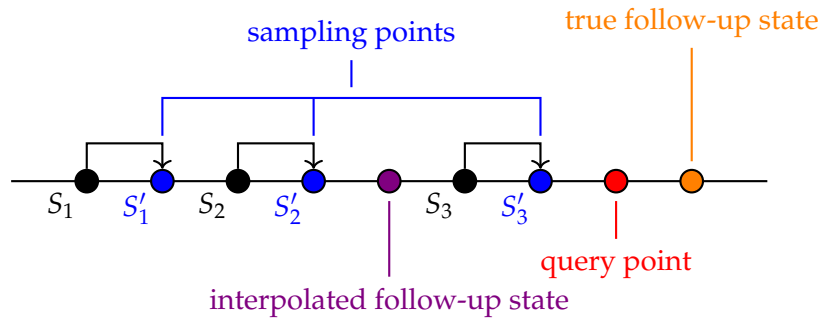 true follow-up state
sampling points
S₁ S′₁ S₂ S′₂ S₃ S′₃
query point
interpolated follow-up state